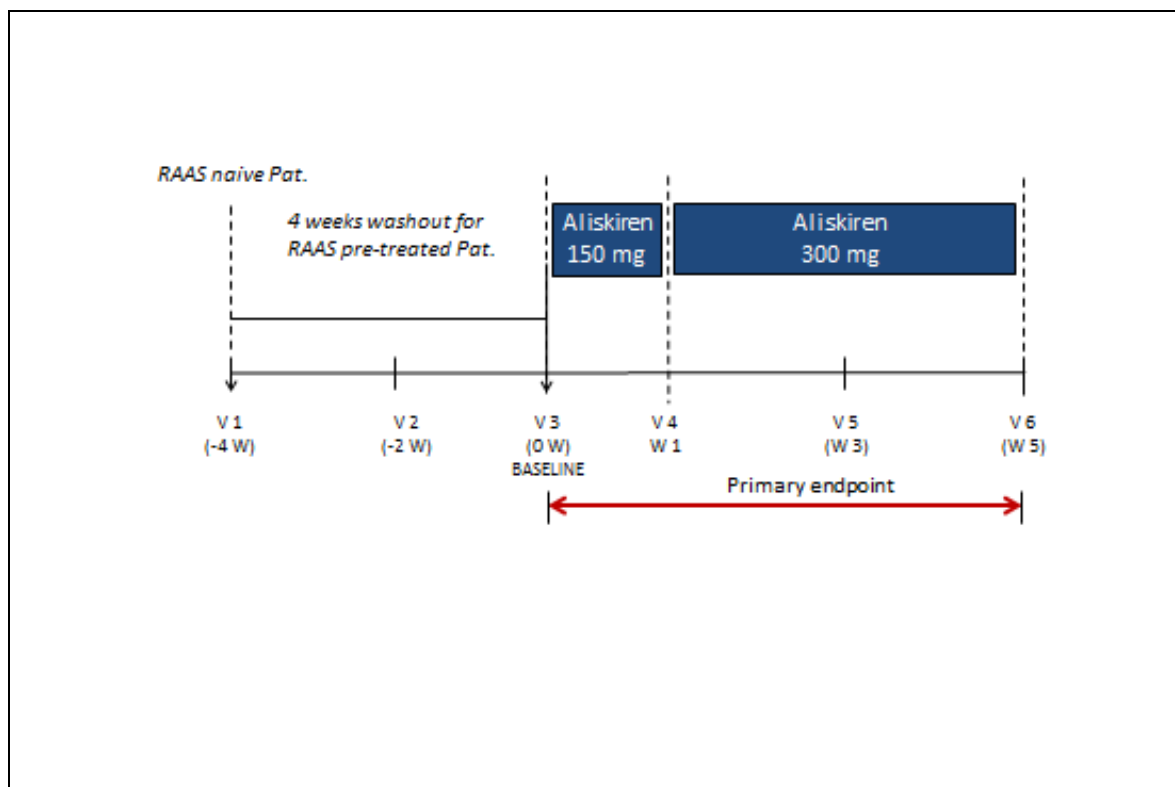 RAAS naive Pat.
4 weeks washout for
RAAS pre-treated Pat.
Aliskiren
150 mg
Aliskiren
300 mg
V 1
(-4 W)
V 2
(-2 W)
V 3
(0 W)
BASELINE
V 4
W 1
V 5
(W 3)
V 6
(W 5)
Primary endpoint